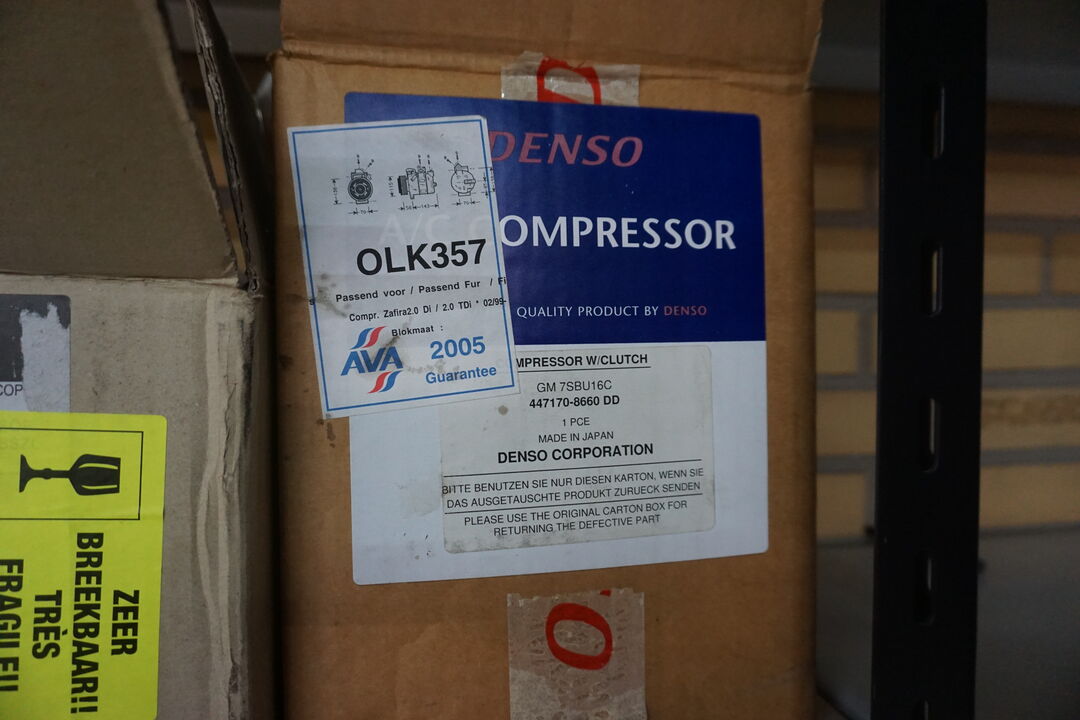 DENSO
A/C COMPRESSOR
QUALITY PRODUCT BY DENSO
OLK357
Passend voor / Passend Fur / Fi
Compr. Zafira2.0 Di / 2.0 TDi * 02/99-
Blokmaat :
AVA
2005
Guarantee
MPRESSOR W/CLUTCH
GM 7SBU16C
447170-8660 DD
1 PCE
MADE IN JAPAN
DENSO CORPORATION
BITTE BENUTZEN SIE NUR DIESEN KARTON, WENN SIE
DAS AUSGETAUSCHTE PRODUKT ZURUECK SENDEN
PLEASE USE THE ORIGINAL CARTON BOX FOR
RETURNING THE DEFECTIVE PART
COP
ZEER
BREEKBAAR!!
TRÈS
FRAGILE!!
O